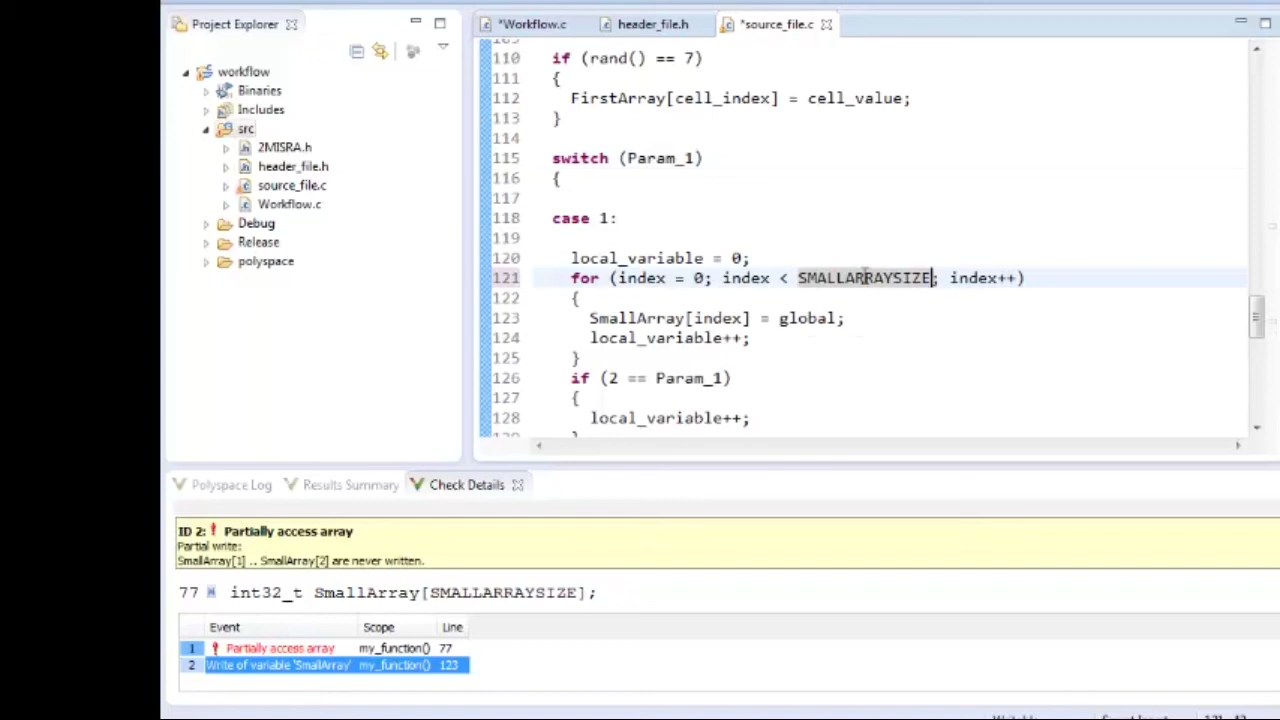 Project Explorer
*Workflow.c header_file.h *source_file.c
workflow
Binaries
Includes
src
2MISRA.h
header_file.h
source_file.c
Workflow.c
Debug
Release
polyspace
110 if (rand() == 7)
111 {
112 FirstArray[cell_index] = cell_value;
113 }
114
115 switch (Param_1)
116 {
117
118 case 1:
119
120 local_variable = 0;
121 for (index = 0; index < SMALLARRAYSIZE; index++)
122 {
123 SmallArray[index] = global;
124 local_variable++;
125 }
126 if (2 == Param_1)
127 {
128 local_variable++;
Polyspace Log Results Summary Check Details
ID 2: ! Partially access array
Partial write:
SmallArray[1] .. SmallArray[2] are never written.
77 int32_t SmallArray[SMALLARRAYSIZE];
Event Scope Line
1 ! Partially access array my_function() 77
2 Write of variable 'SmallArray' my_function() 123